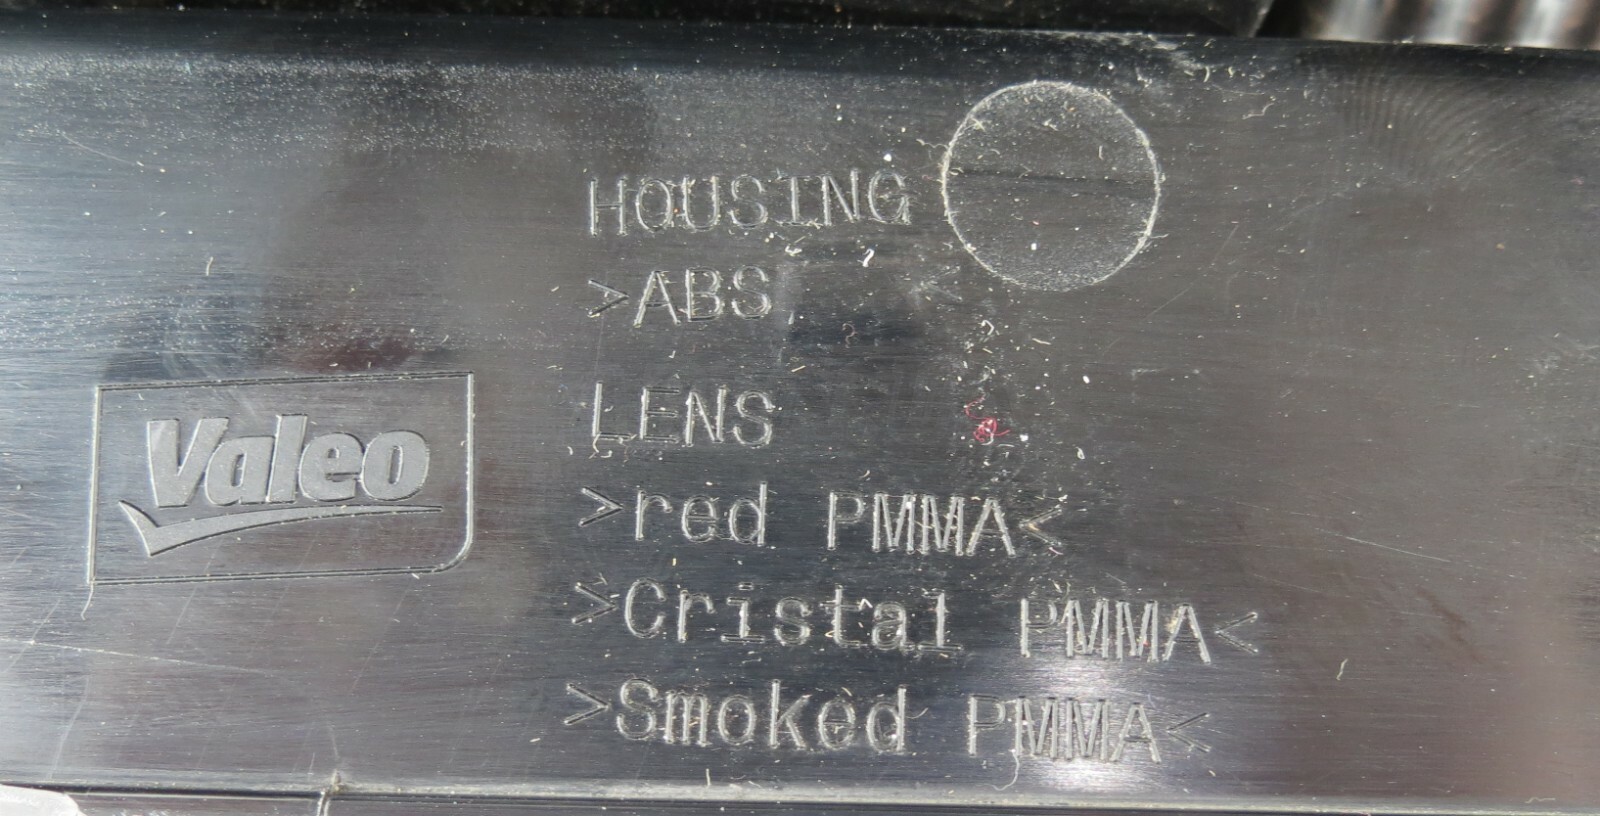 HOUSING
>ABS
LENS
>red PMMA<
>Cristal PMMA<
>Smoked PMMA<
Valeo